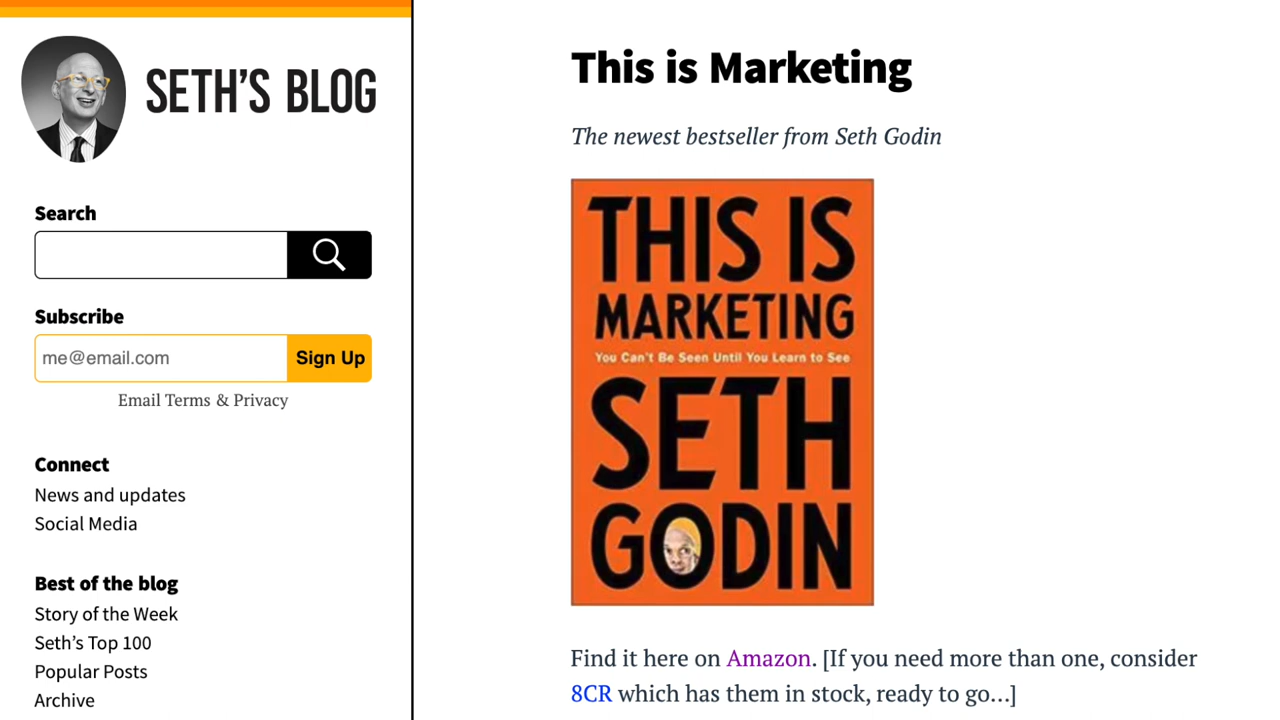 SETH'S BLOG
Search
Subscribe
me@email.com
Sign Up
Email Terms & Privacy
Connect
News and updates
Social Media
Best of the blog
Story of the Week
Seth's Top 100
Popular Posts
Archive
This is Marketing
The newest bestseller from Seth Godin
THIS IS
MARKETING
You Can't Be Seen Until You Learn to See
SETH
GODIN
Find it here on Amazon. [If you need more than one, consider
8CR which has them in stock, ready to go…]